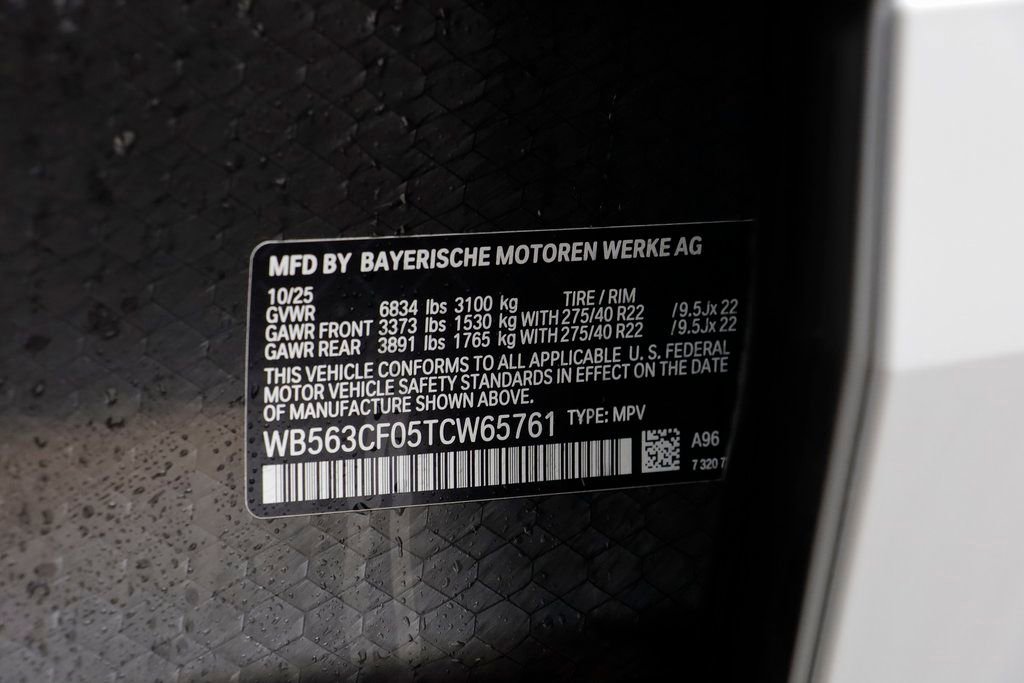 MFD BY BAYERISCHE MOTOREN WERKE AG
10/25 TIRE / RIM
GVWR 6834 lbs 3100 kg
GAWR FRONT 3373 lbs 1530 kg WITH 275/40 R22 /9.5Jx 22
GAWR REAR 3891 lbs 1765 kg WITH 275/40 R22 /9.5Jx 22
THIS VEHICLE CONFORMS TO ALL APPLICABLE U. S. FEDERAL
MOTOR VEHICLE SAFETY STANDARDS IN EFFECT ON THE DATE
OF MANUFACTURE SHOWN ABOVE.
WB563CF05TCW65761 TYPE: MPV
A96
7 320 7